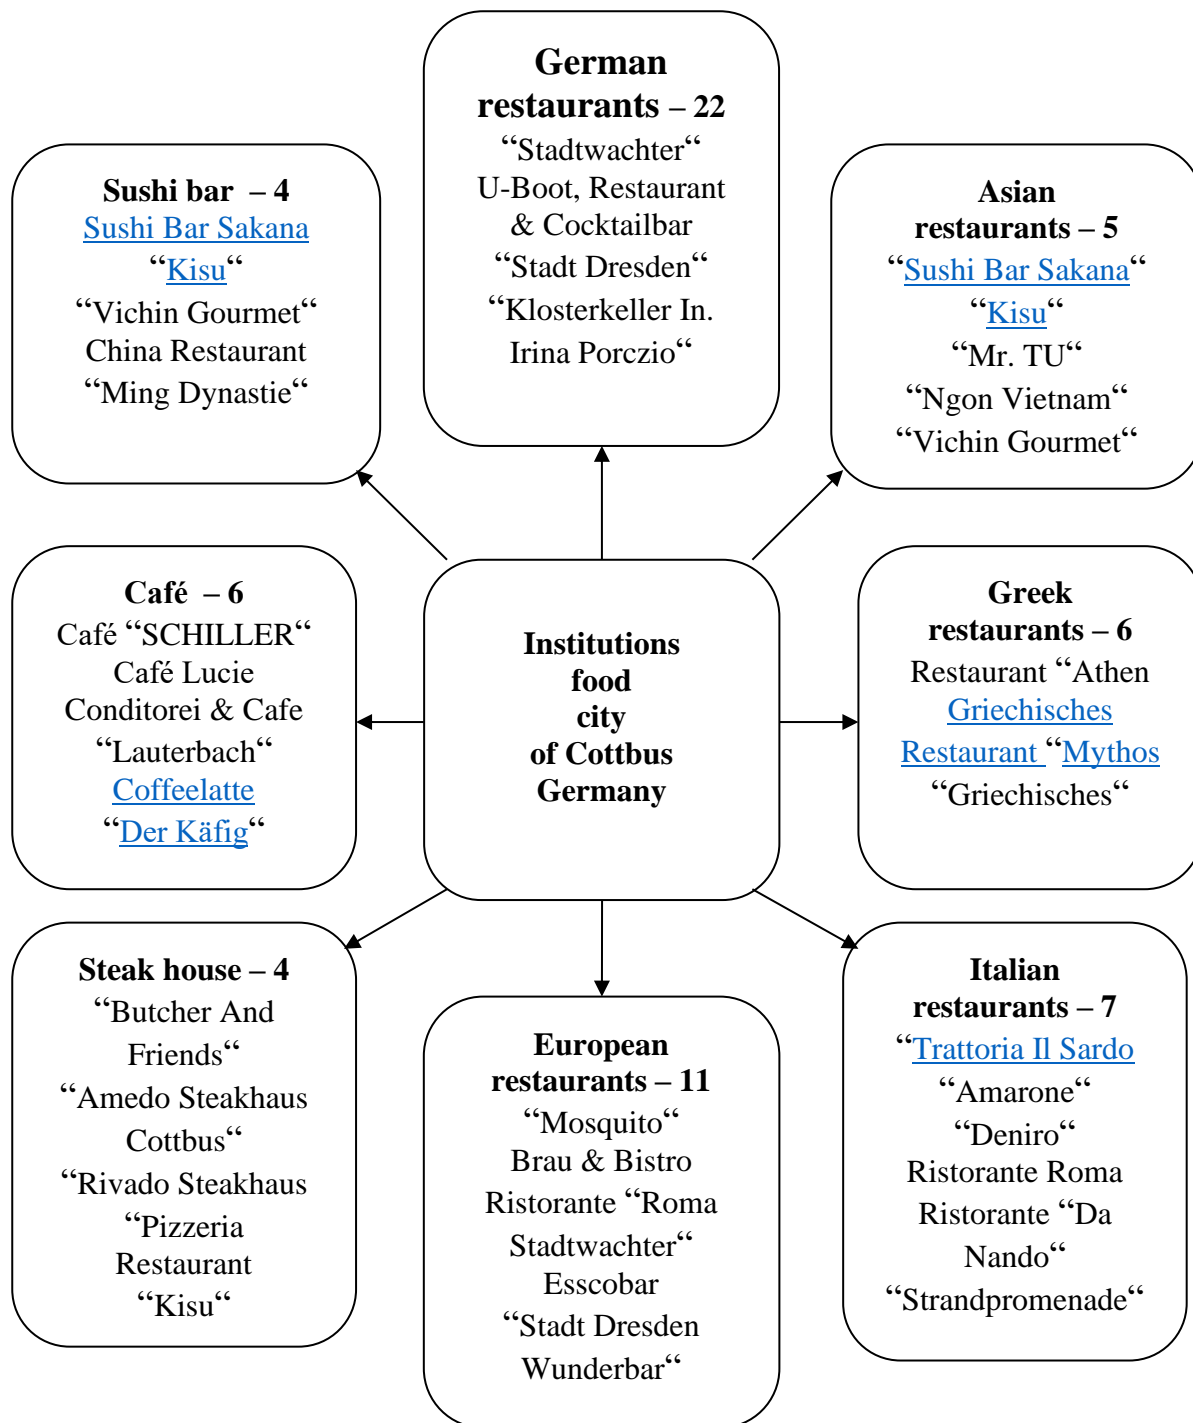 German
restaurants – 22
“Stadtwachter“
U-Boot, Restaurant
& Cocktailbar
“Stadt Dresden“
“Klosterkeller In.
Irina Porczio“
Sushi bar – 4
Sushi Bar Sakana
“Kisu“
“Vichin Gourmet“
China Restaurant
“Ming Dynastie“
Asian
restaurants – 5
“Sushi Bar Sakana“
“Kisu“
“Mr. TU“
“Ngon Vietnam“
“Vichin Gourmet“
Café – 6
Café “SCHILLER“
Café Lucie
Conditorei & Cafe
“Lauterbach“
Coffeelatte
“Der Käfig“
Institutions
food
city
of Cottbus
Germany
Greek
restaurants – 6
Restaurant “Athen
Griechisches
Restaurant “Mythos
“Griechisches“
Steak house – 4
“Butcher And
Friends“
“Amedo Steakhaus
Cottbus“
“Rivado Steakhaus
“Pizzeria
Restaurant
“Kisu“
European
restaurants – 11
“Mosquito“
Brau & Bistro
Ristorante “Roma
Stadtwachter“
Esscobar
“Stadt Dresden
Wunderbar“
Italian
restaurants – 7
“Trattoria Il Sardo
“Amarone“
“Deniro“
Ristorante Roma
Ristorante “Da
Nando“
“Strandpromenade“